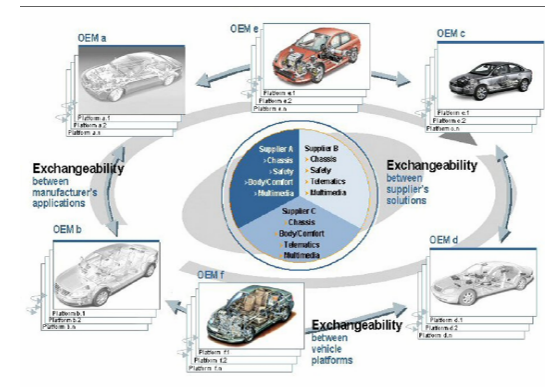 OEM e
OEM a
OEM c
Platform e.1
Platform e.2
Platform e.n
Platform a.1
Platform a.2
Platform a.n
Platform c.1
Platform c.2
Platform c.n
Exchangeability
between
manufacturer's
applications
Supplier A
>Chassis
>Safety
>Body/Comfort
>Multimedia
Supplier B
> Chassis
> Safety
> Telematics
> Multimedia
Exchangeability
between
supplier's
solutions
Supplier C
> Chassis
> Body/Comfort
> Telematics
Multimedia
OEM b
Platform b.1
Platform b.2
Platform b.n
OEM f
Platform f.1
Platform f.2
Platform f.n
OEM d
Platform d.1
Platform d.2
Platform d.n
Exchangeability
between
vehicle
platforms